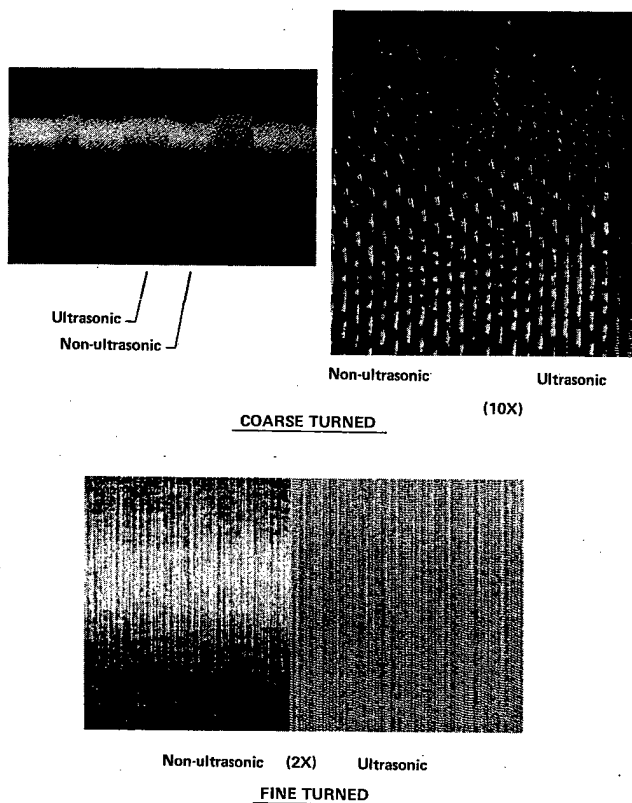 Ultrasonic
Non-ultrasonic
Non-ultrasonic Ultrasonic
(10X)
COARSE TURNED
Non-ultrasonic (2X) Ultrasonic
FINE TURNED